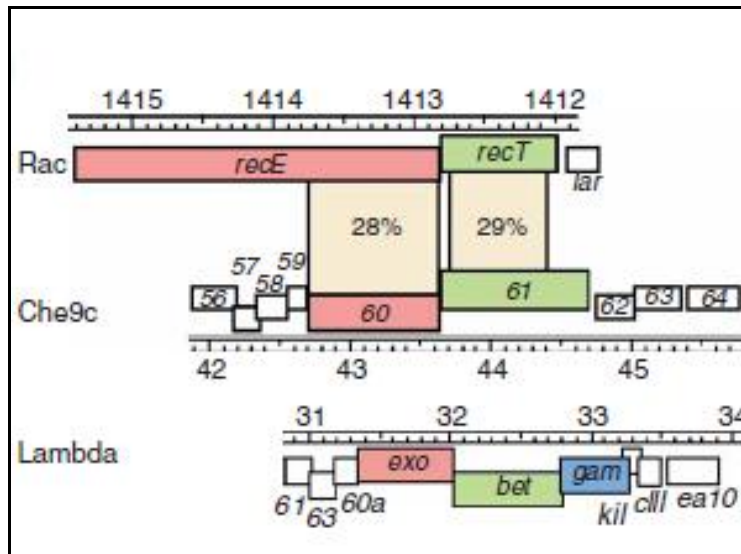 1415 1414 1413 1412
Rac recE recT lar
28% 29%
57 59
58
Che9c 56 60 61 62 63 64
42 43 44 45
31 32 33 34
Lambda exo bet gam
61 63 60a kil cIII ea10